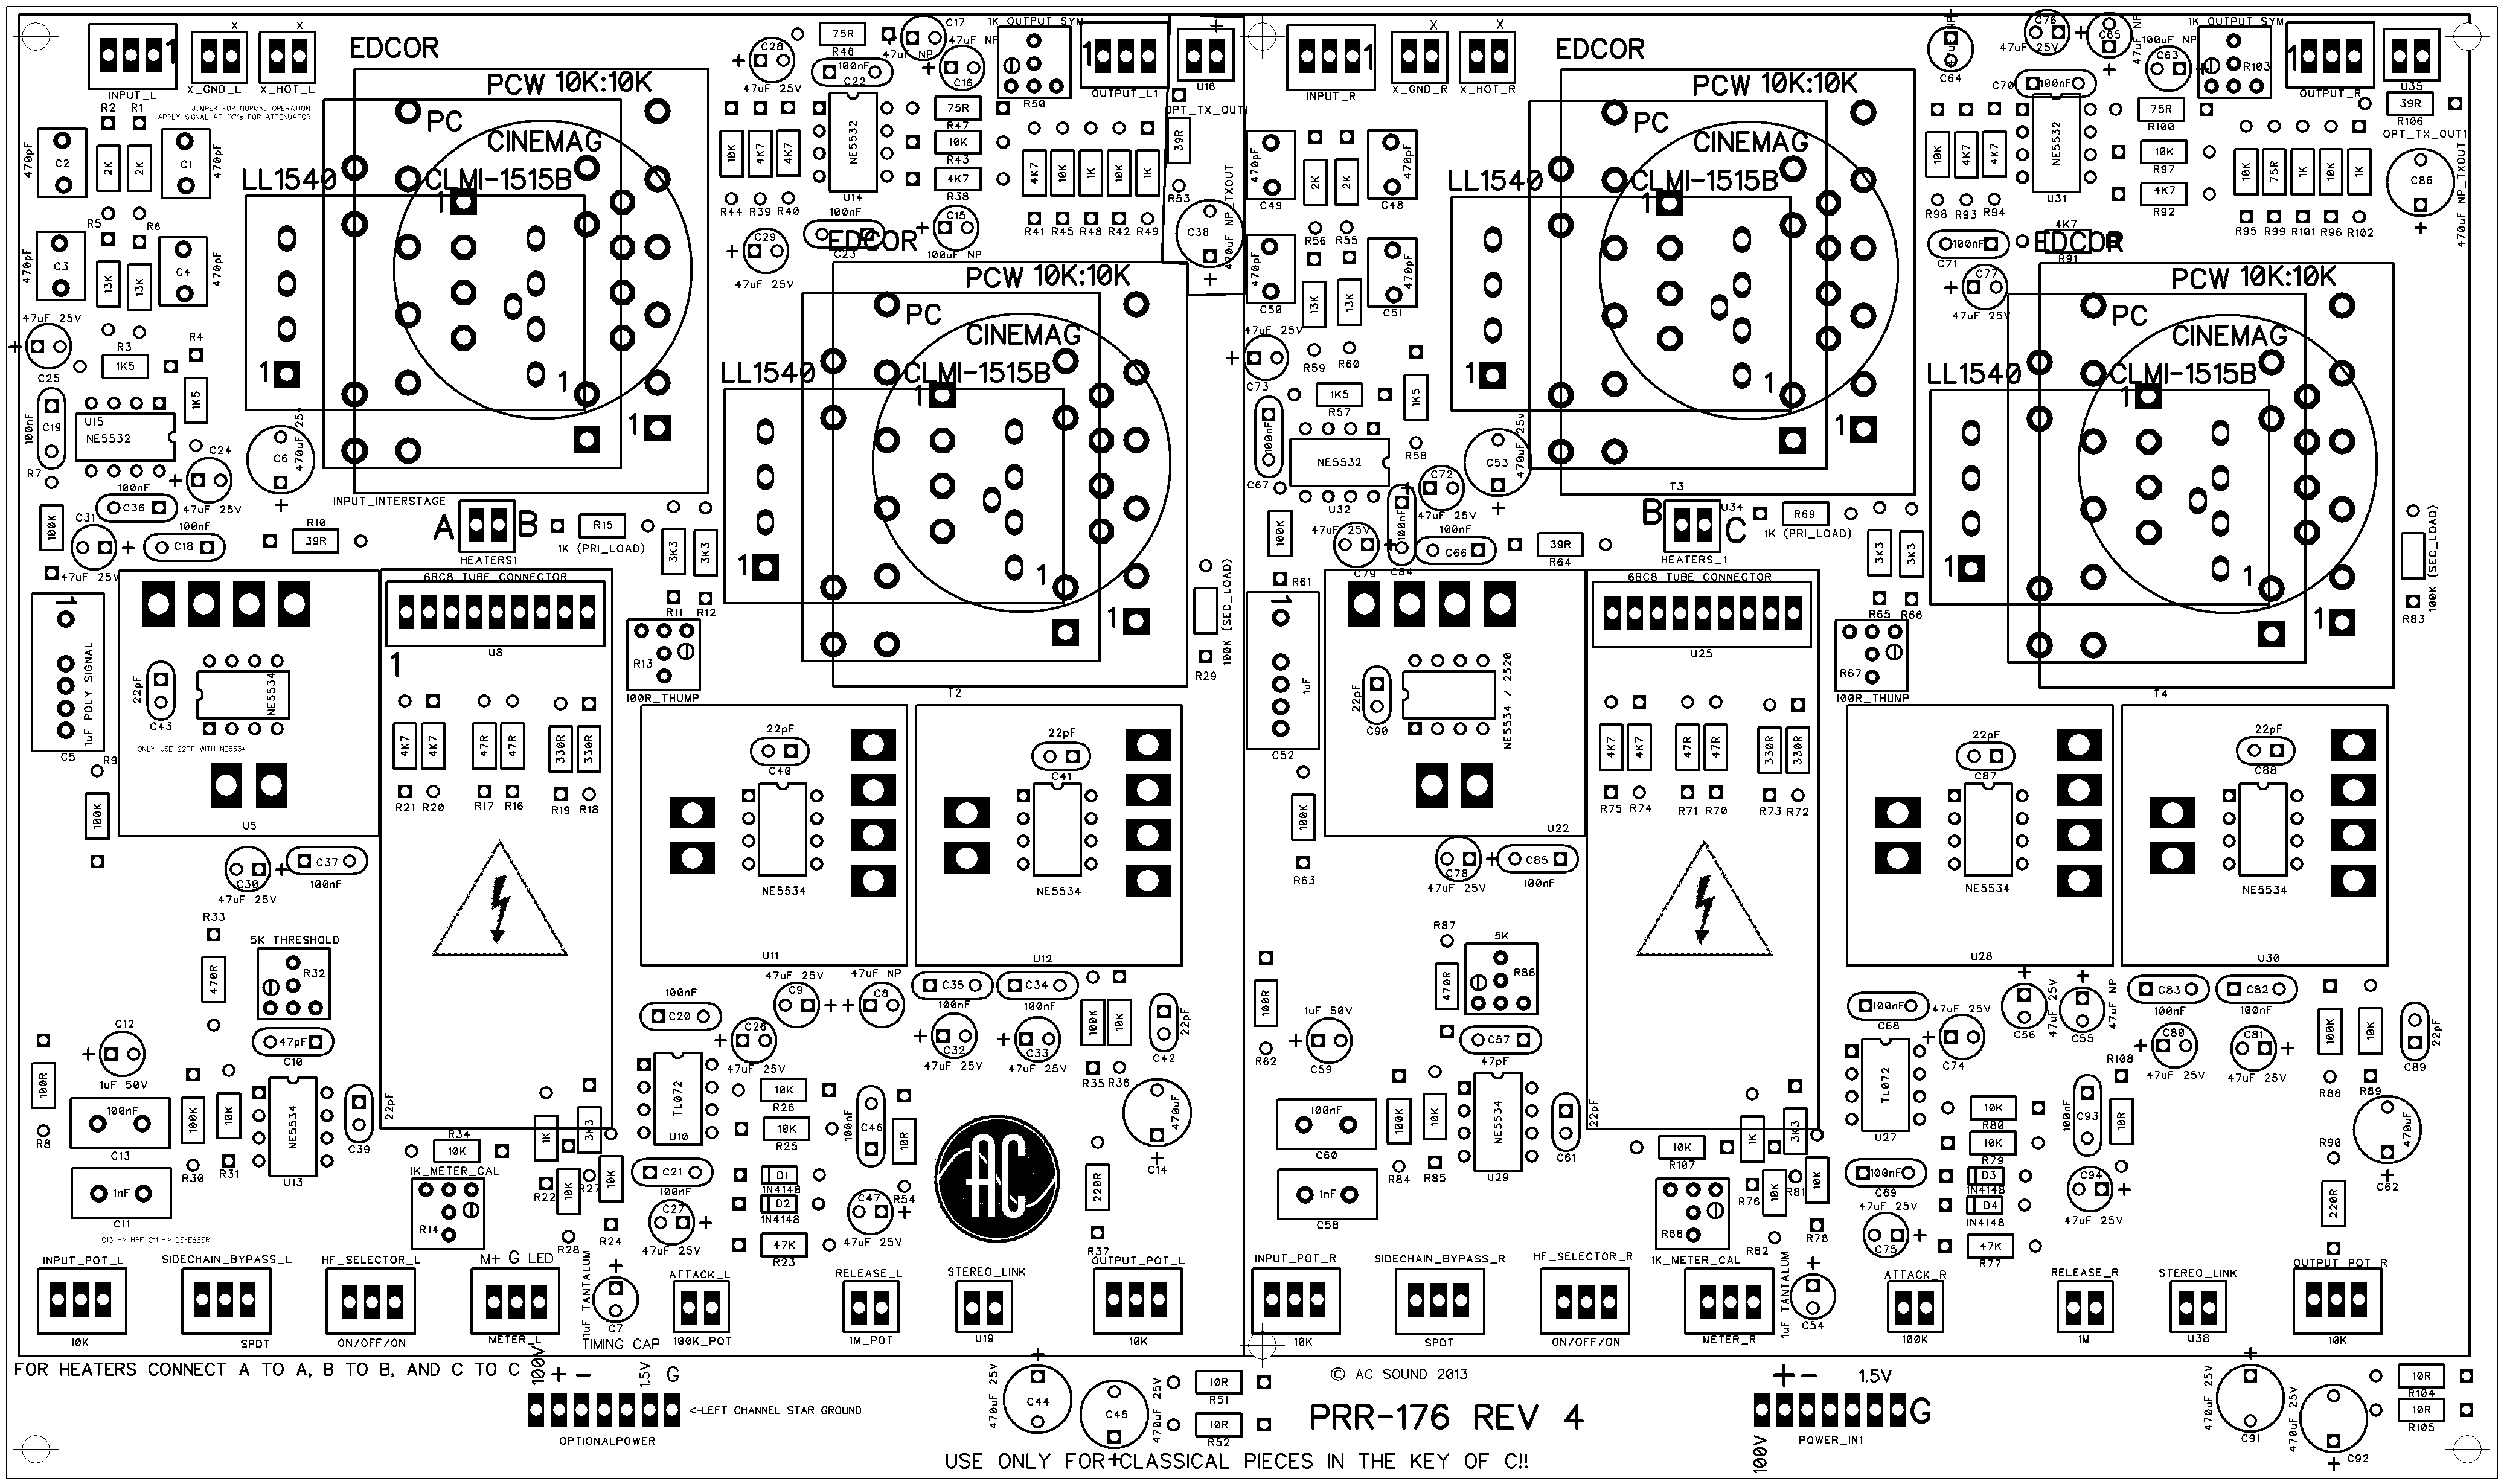 EDCOR
PCW 10K:10K
PC
CINEMAG
LL1540
CLMI-1515B
1
INPUT_L
X_GND_L
X_HOT_L
X
X
JUMPER FOR NORMAL OPERATION
APPLY SIGNAL AT "X"'s FOR ATTENUATOR
R2
R1
470pF
C2
2K
2K
C1
470pF
R5
R6
470pF
C3
13K
13K
C4
470pF
47uF 25V
C25
R3
1K5
R4
1K5
100nF
C19
U15
NE5532
R7
100K
C24
47uF 25V
C6
470uF 25v
100nF
C36
C31
47uF 25V
100nF
C18
R10
39R
INPUT_INTERSTAGE
A
B
HEATERS1
R15
1K (PRI_LOAD)
3K3
3K3
R11
R12
C28
47uF 25V
75R
R46
100nF
C22
C17
47uF NP
C16
1K OUTPUT SYM
R50
OUTPUT_L1
U16
OPT_TX_OUT1
10K
4K7
4K7
R44
R39
R40
NE5532
U14
75R
R47
10K
R43
4K7
R38
4K7
10K
1K
10K
1K
R41
R45
R48
R42
R49
39R
R53
C38
470uF NP_TXOUT
100nF
C23
C15
100uF NP
C29
47uF 25V
EDCOR
PCW 10K:10K
PC
CINEMAG
LL1540
CLMI-1515B
1
T2
100K (SEC_LOAD)
R29
1uF POLY SIGNAL
C5
22pF
C43
NE5534
ONLY USE 22PF WITH NE5534
U5
R9
100K
6BC8 TUBE CONNECTOR
U8
1
R13
100R_THUMP
4K7
4K7
47R
47R
330R
330R
R21
R20
R17
R16
R19
R18
22pF
C40
NE5534
U11
22pF
C41
NE5534
U12
C30
47uF 25V
C37
100nF
R33
470R
5K THRESHOLD
R32
47pF
C10
C12
1uF 50V
100R
R8
100nF
C13
1nF
C11
C13 -> HPF C11 -> DE-ESSER
100K
R30
10K
R31
NE5534
U13
22pF
C39
R34
10K
1K_METER_CAL
R14
1K
R22
3K3
R27
10K
R28
10K
R24
100nF
C20
C26
47uF 25V
47uF 25V
C9
47uF NP
C8
C35
100nF
C34
100nF
C32
47uF 25V
C33
47uF 25V
100K
10K
R35
R36
22pF
C42
TL072
U10
10K
R26
10K
R25
100nF
C46
10R
R54
C21
100nF
D1
1N4148
D2
1N4148
C27
47uF 25V
47K
R23
C47
47uF 25V
AC
470uF
C14
220R
R37
INPUT_POT_L
10K
SIDECHAIN_BYPASS_L
SPDT
HF_SELECTOR_L
ON/OFF/ON
M+ G LED
METER_L
1uF TANTALUM
C7
TIMING CAP
ATTACK_L
100K_POT
RELEASE_L
1M_POT
STEREO_LINK
U19
OUTPUT_POT_L
10K
EDCOR
PCW 10K:10K
PC
CINEMAG
LL1540
CLMI-1515B
1
INPUT_R
X_GND_R
X_HOT_R
X
X
470pF
C49
2K
2K
470pF
C48
R56
R55
470pF
C50
13K
13K
470pF
C51
47uF 25V
C73
R59
R60
1K5
R57
1K5
R58
100nF
C67
NE5532
U32
C72
47uF 25V
C53
470uF 25v
100K
R61
47uF 25V
C79
100nF
C84
100nF
C66
39R
R64
T3
B
C
U34
HEATERS_1
R69
1K (PRI_LOAD)
3K3
3K3
R65
R66
C64
C76
47uF 25V
C65
47uF NP
100uF NP
C63
1K OUTPUT SYM
R103
OUTPUT_R
U35
39R
R106
OPT_TX_OUT1
C86
470uF NP_TXOUT
C70
100nF
NE5532
U31
75R
R100
10K
R97
4K7
R92
10K
4K7
4K7
R98
R93
R94
10K
75R
1K
10K
1K
R95
R99
R101
R96
R102
100nF
C71
4K7
R91
C77
47uF 25V
EDCOR
PCW 10K:10K
PC
CINEMAG
LL1540
CLMI-1515B
1
T4
100K (SEC_LOAD)
R83
1uF
C52
22pF
C90
NE5534 / 2520
U22
100K
R63
6BC8 TUBE CONNECTOR
U25
R67
100R_THUMP
4K7
4K7
47R
47R
330R
330R
R75
R74
R71
R70
R73
R72
22pF
C87
NE5534
U28
22pF
C88
NE5534
U30
C78
47uF 25V
C85
100nF
R87
470R
5K
R86
C57
47pF
100R
R62
1uF 50V
C59
100nF
C60
1nF
C58
100K
R84
10K
R85
NE5534
U29
22pF
C61
10K
R107
1K_METER_CAL
R68
1K
R76
3K3
R81
10K
R82
10K
R78
100nF
C68
47uF 25V
C74
47uF 25V
C56
47uF NP
C55
C83
100nF
C82
100nF
C80
47uF 25V
C81
47uF 25V
100K
R88
10K
R89
22pF
C89
TL072
U27
10K
R80
10K
R79
100nF
C93
R108
10R
100nF
C69
D3
1N4148
D4
1N4148
C75
47K
R77
C94
47uF 25V
470uF
C62
R90
220R
INPUT_POT_R
10K
SIDECHAIN_BYPASS_R
SPDT
HF_SELECTOR_R
ON/OFF/ON
METER_R
1uF TANTALUM
C54
ATTACK_R
100K
RELEASE_R
1M
STEREO_LINK
U38
OUTPUT_POT_R
10K
FOR HEATERS CONNECT A TO A, B TO B, AND C TO C
100V + - 1.5V G
<-LEFT CHANNEL STAR GROUND
OPTIONALPOWER
470uF 25V
C44
C45
470uF 25V
10R
R51
10R
R52
© AC SOUND 2013
PRR-176 REV 4
USE ONLY FOR CLASSICAL PIECES IN THE KEY OF C!!
+ - 1.5V
G
100V
POWER_IN1
470uF 25V
C91
470uF 25V
C92
10R
R104
10R
R105